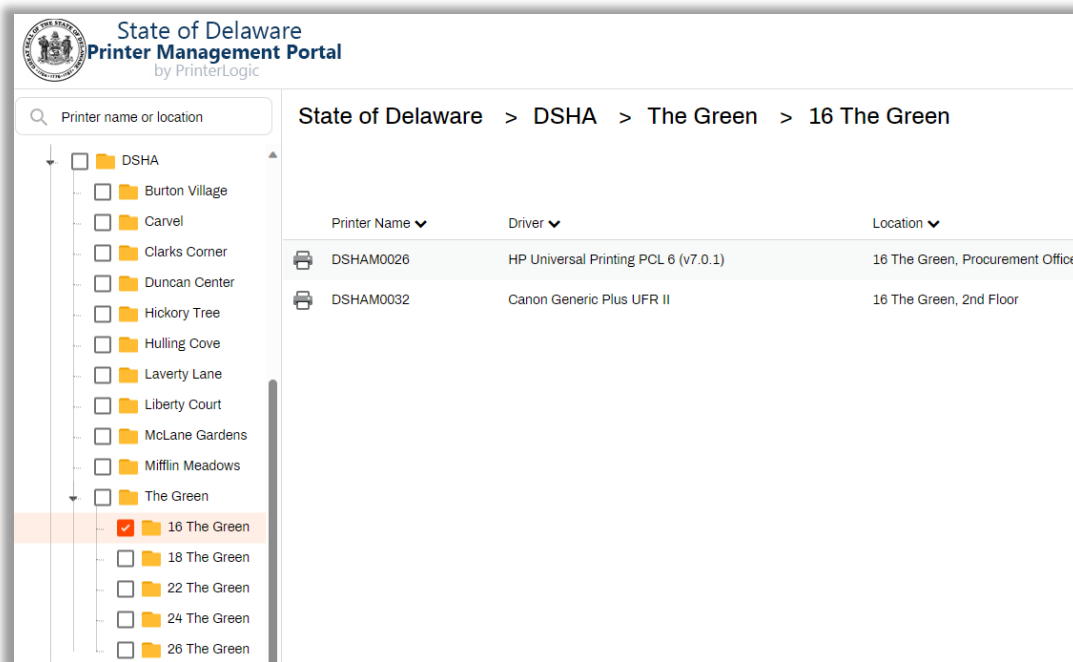 State of Delaware
Printer Management Portal
by PrinterLogic
Printer name or location
State of Delaware > DSHA > The Green > 16 The Green
DSHA
Burton Village
Carvel
Clarks Corner
Duncan Center
Hickory Tree
Hulling Cove
Laverty Lane
Liberty Court
McLane Gardens
Mifflin Meadows
The Green
16 The Green
18 The Green
22 The Green
24 The Green
26 The Green
Printer Name Driver Location
DSHAM0026 HP Universal Printing PCL 6 (v7.0.1) 16 The Green, Procurement Office
DSHAM0032 Canon Generic Plus UFR II 16 The Green, 2nd Floor